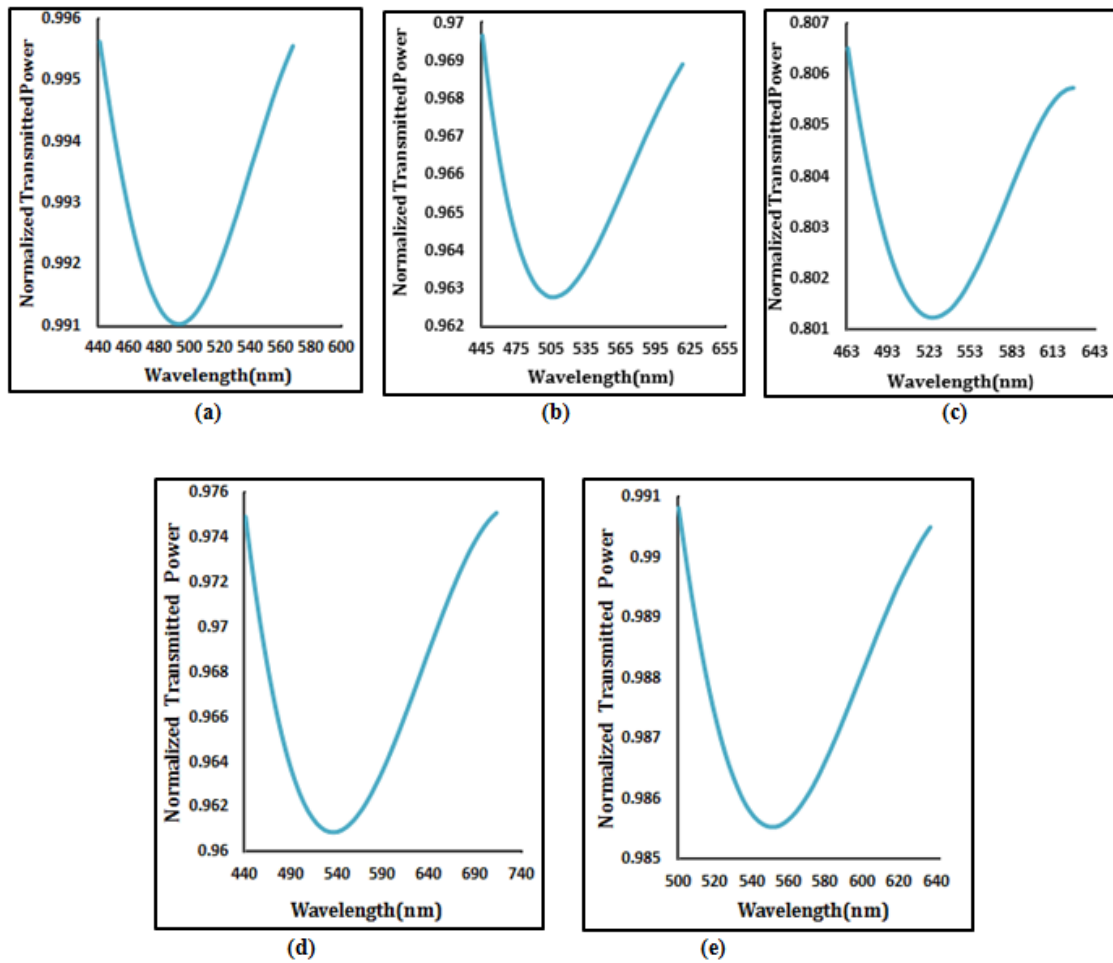 0.996
0.995
0.994
0.993
0.992
0.991
Normalized TransmittedPower
440 460 480 500 520 540 560 580 600
Wavelength(nm)
(a)
0.97
0.969
0.968
0.967
0.966
0.965
0.964
0.963
0.962
Normalized TransmittedPower
445 475 505 535 565 595 625 655
Wavelength(nm)
(b)
0.807
0.806
0.805
0.804
0.803
0.802
0.801
Normalized TransmittedPower
463 493 523 553 583 613 643
Wavelength(nm)
(c)
0.976
0.974
0.972
0.97
0.968
0.966
0.964
0.962
0.96
Normalized Transmitted Power
440 490 540 590 640 690 740
Wavelength(nm)
(d)
0.991
0.99
0.989
0.988
0.987
0.986
0.985
Normalized Transmitted Power
500 520 540 560 580 600 620 640
Wavelength(nm)
(e)